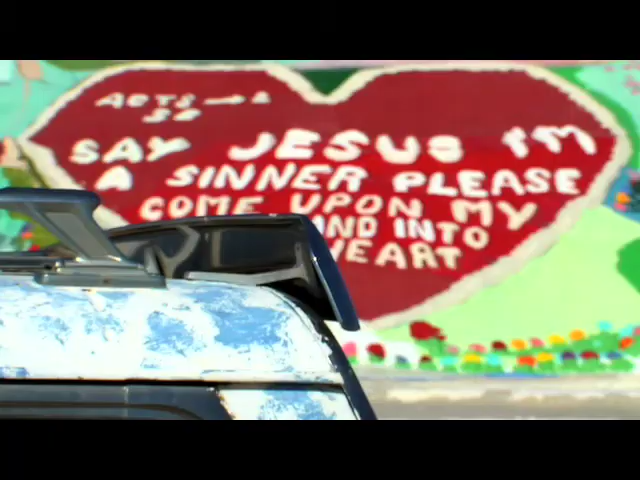 ACTS → 2
38
SAY JESUS I'M
A SINNER PLEASE
COME UPON MY
AND INTO
HEART